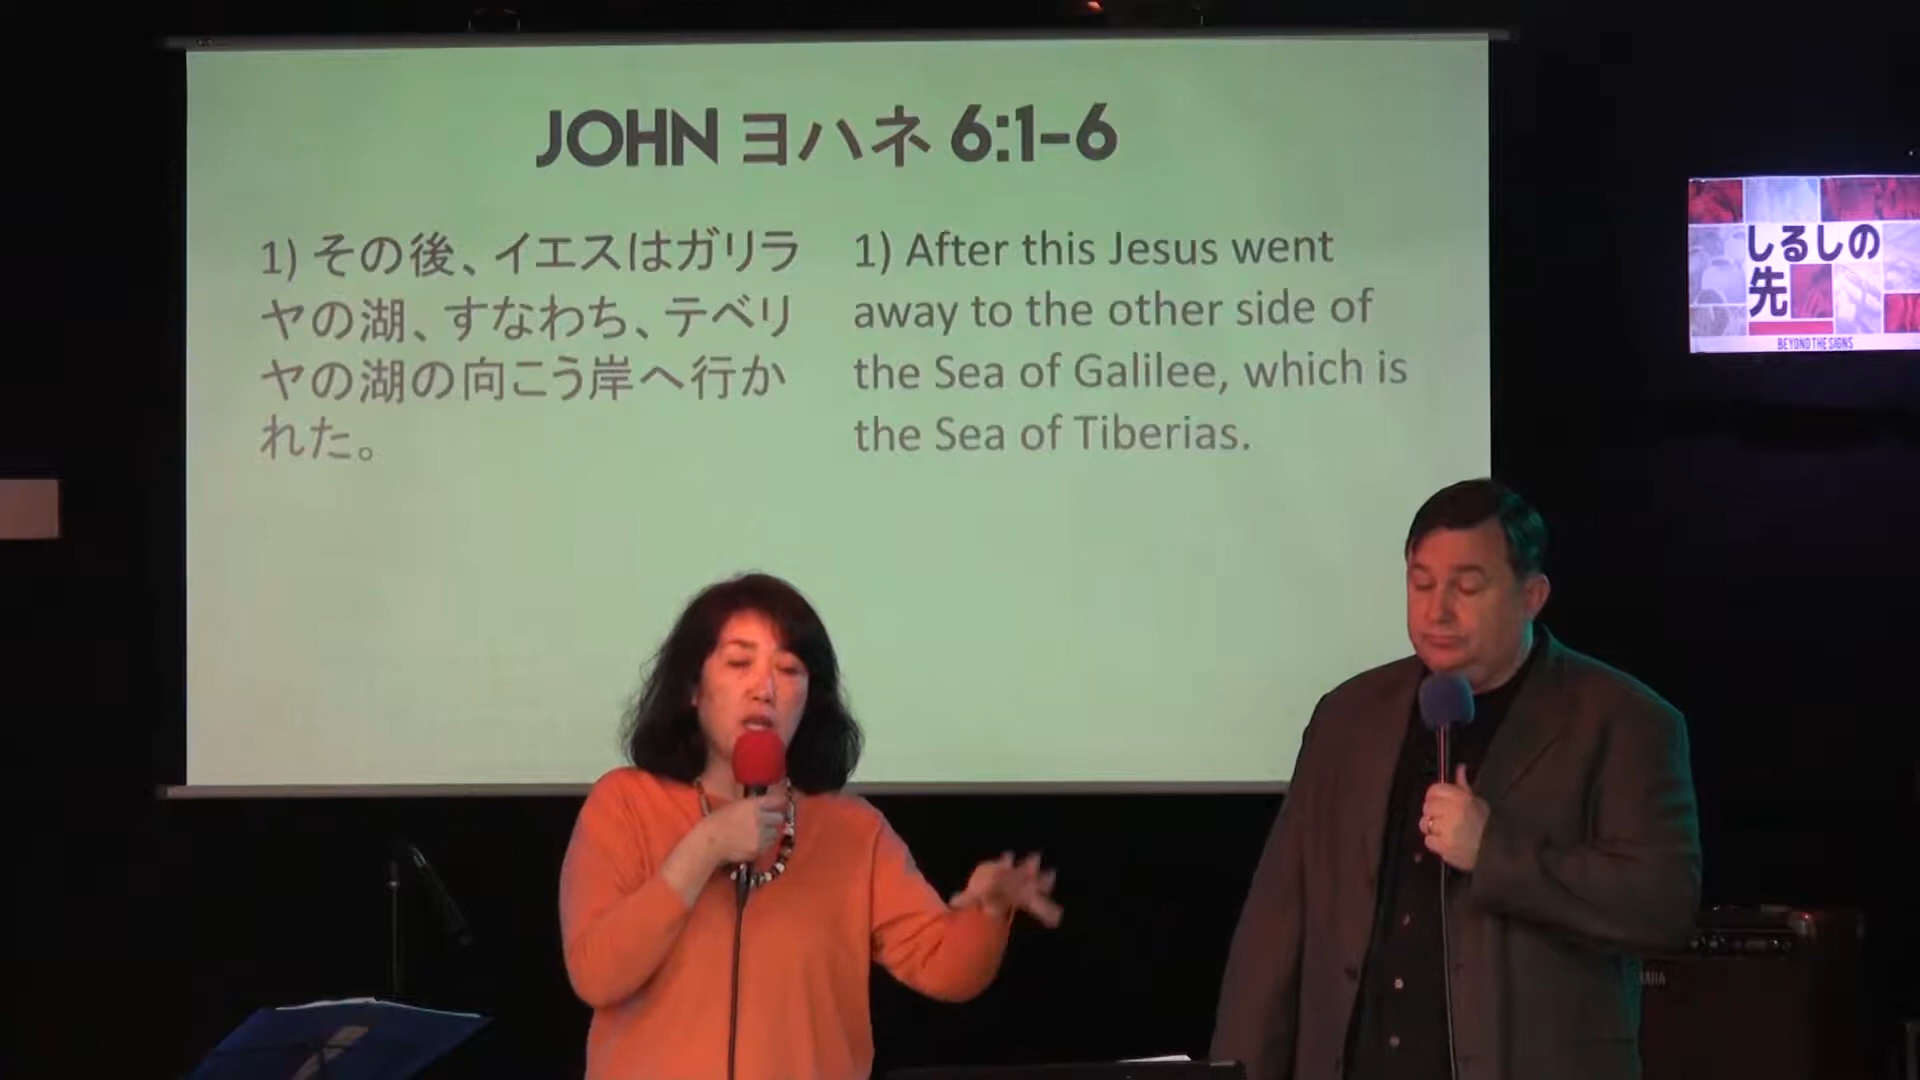 JOHN ヨハネ 6:1-6
1) その後、イエスはガリラ
ヤの湖、すなわち、テベリ
ヤの湖の向こう岸へ行か
れた。
1) After this Jesus went
away to the other side of
the Sea of Galilee, which is
the Sea of Tiberias.
しるしの
先
BEYOND THE SIGNS